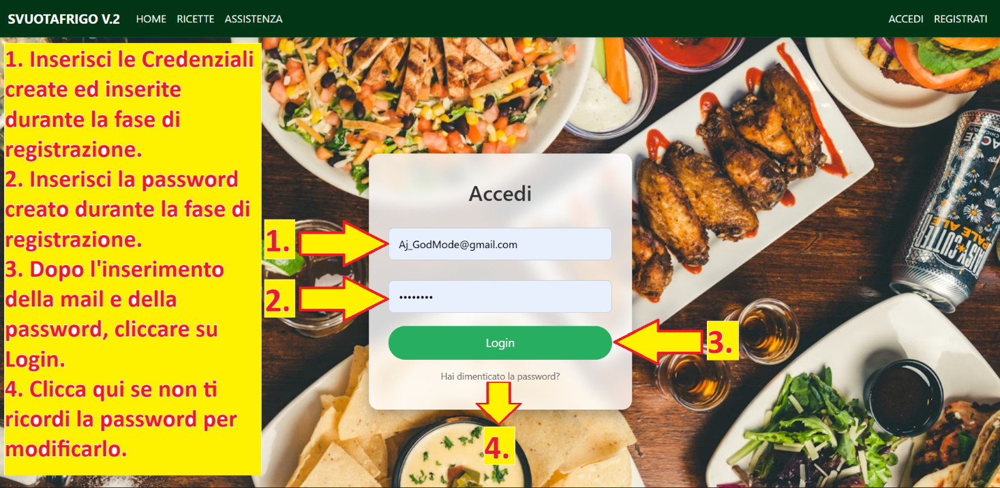 SVUOTAFRIGO V.2 HOME RICETTE ASSISTENZA ACCEDI REGISTRATI
1. Inserisci le Credenziali
create ed inserite
durante la fase di
registrazione.
2. Inserisci la password
creato durante la fase di
registrazione.
3. Dopo l'inserimento
della mail e della
password, cliccare su
Login.
4. Clicca qui se non ti
ricordi la password per
modificarlo.
Accedi
1. Aj_GodMode@gmail.com
2. ••••••••
Login 3.
Hai dimenticato la password?
4.
PALE ALE